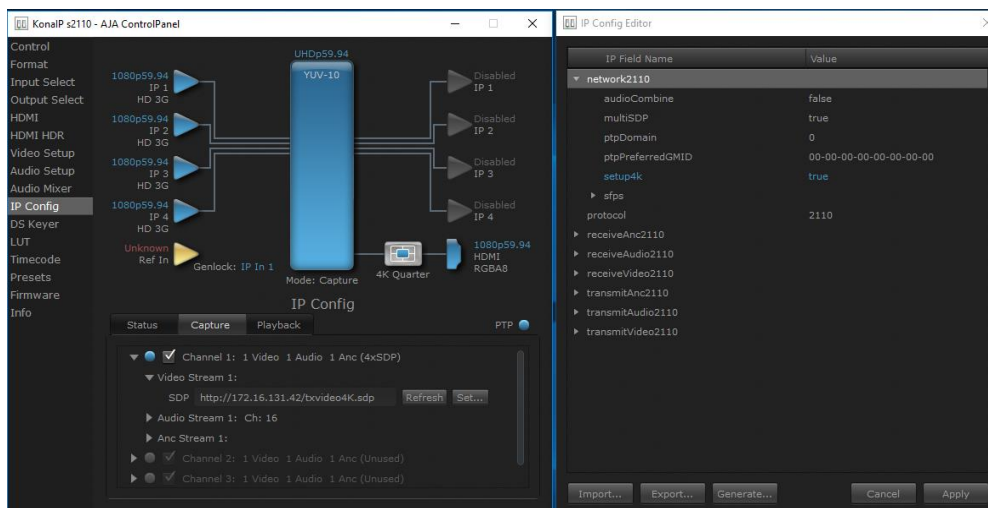 KonaIP s2110 - AJA ControlPanel
Control
Format
Input Select
Output Select
HDMI
HDMI HDR
Video Setup
Audio Setup
Audio Mixer
IP Config
DS Keyer
LUT
Timecode
Presets
Firmware
Info
UHDp59.94
YUV-10
1080p59.94
IP 1
HD 3G
1080p59.94
IP 2
HD 3G
1080p59.94
IP 3
HD 3G
1080p59.94
IP 4
HD 3G
Unknown
Ref In
Genlock: IP In 1
Disabled
IP 1
Disabled
IP 2
Disabled
IP 3
Disabled
IP 4
1080p59.94
HDMI
RGBA8
4K Quarter
Mode: Capture
IP Config
Status Capture Playback PTP
Channel 1: 1 Video 1 Audio 1 Anc (4xSDP)
Video Stream 1:
SDP http://172.16.131.42/txvideo4K.sdp Refresh Set...
Audio Stream 1: Ch: 16
Anc Stream 1:
Channel 2: 1 Video 1 Audio 1 Anc (Unused)
Channel 3: 1 Video 1 Audio 1 Anc (Unused)
IP Config Editor
IP Field Name Value
network2110
audioCombine false
multiSDP true
ptpDomain 0
ptpPreferredGMID 00-00-00-00-00-00-00-00
setup4k true
sfps
protocol 2110
receiveAnc2110
receiveAudio2110
receiveVideo2110
transmitAnc2110
transmitAudio2110
transmitVideo2110
Import... Export... Generate... Cancel Apply